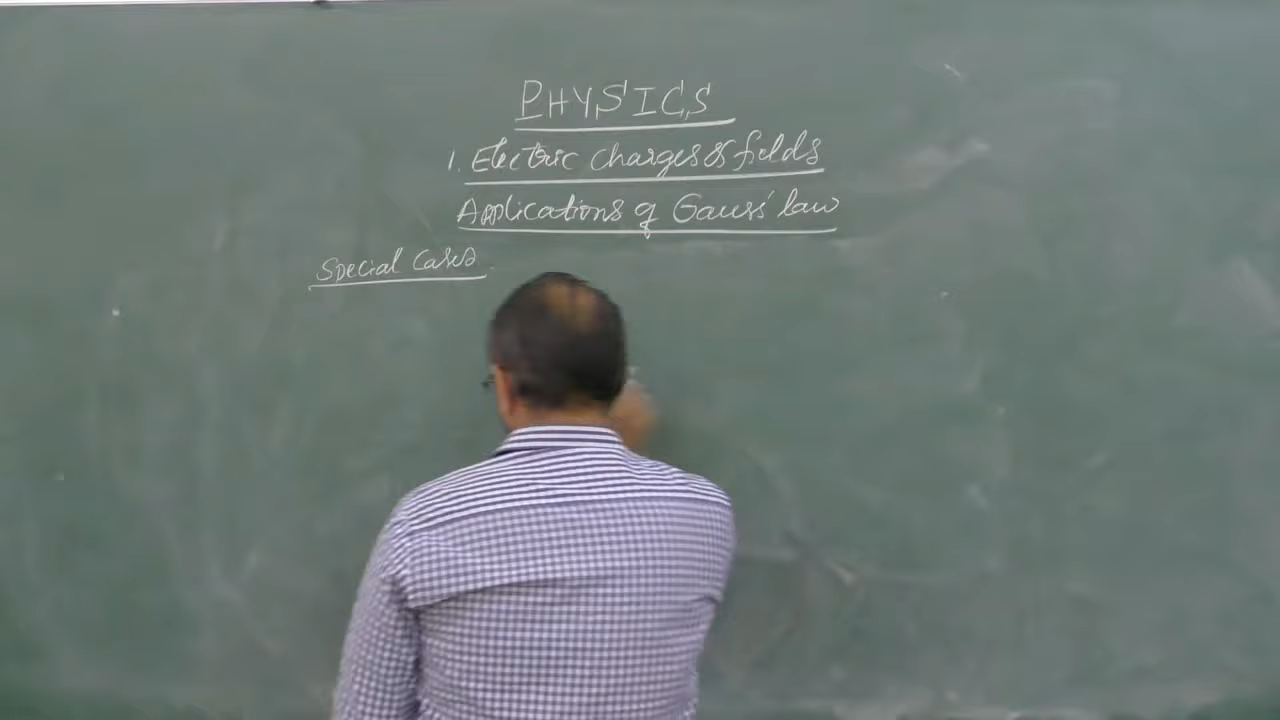 PHYSICS
1. Electric charges & fields
Applications of Gauss' law
Special Cases.